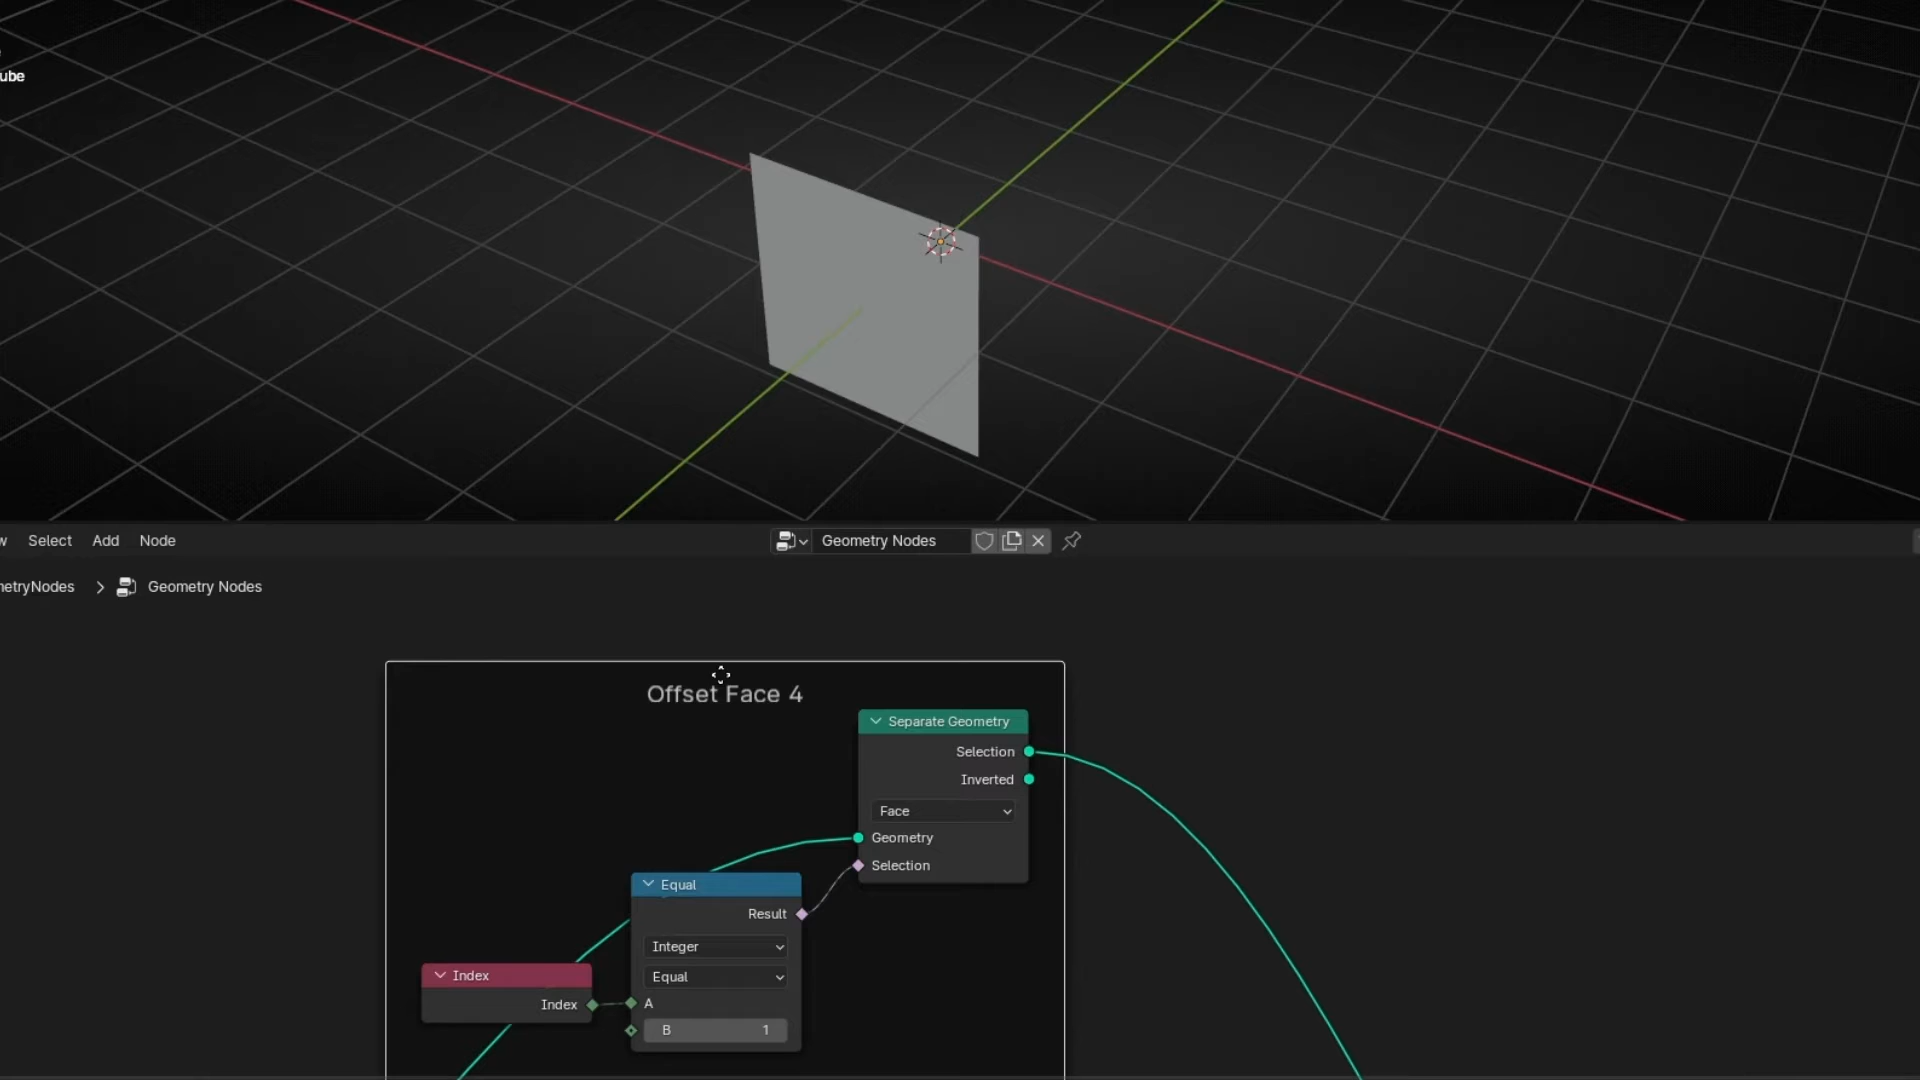 ube
w Select Add Node Geometry Nodes
netryNodes > Geometry Nodes
Offset Face 4
Separate Geometry
Selection
Inverted
Face
Geometry
Selection
Equal
Result
Integer
Equal
A
B 1
Index
Index